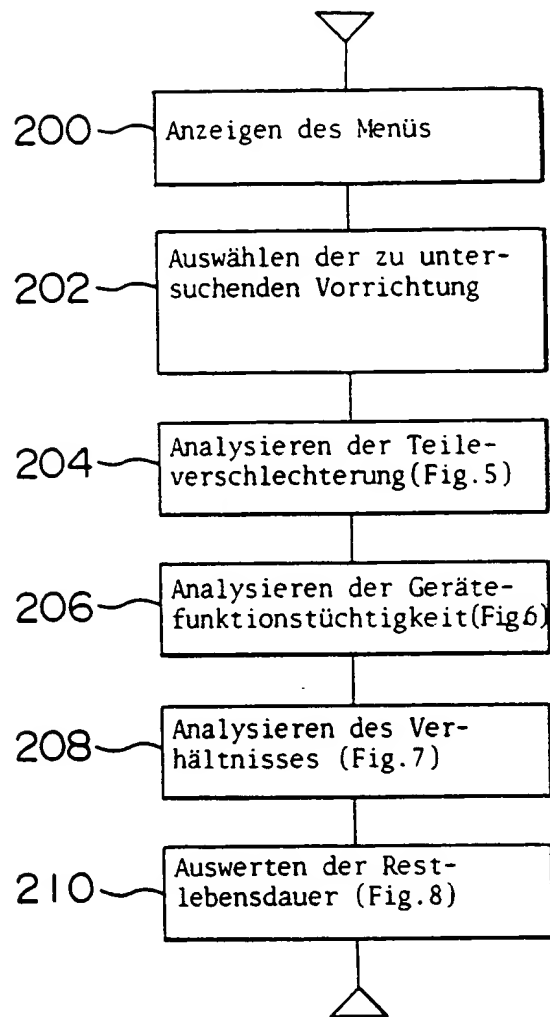 200
Anzeigen des Menüs
202
Auswählen der zu unter-
suchenden Vorrichtung
204
Analysieren der Teile-
verschlechterung(Fig.5)
206
Analysieren der Geräte-
funktionstüchtigkeit(Fig6)
208
Analysieren des Ver-
hältnisses (Fig.7)
210
Auswerten der Rest-
lebensdauer (Fig.8)